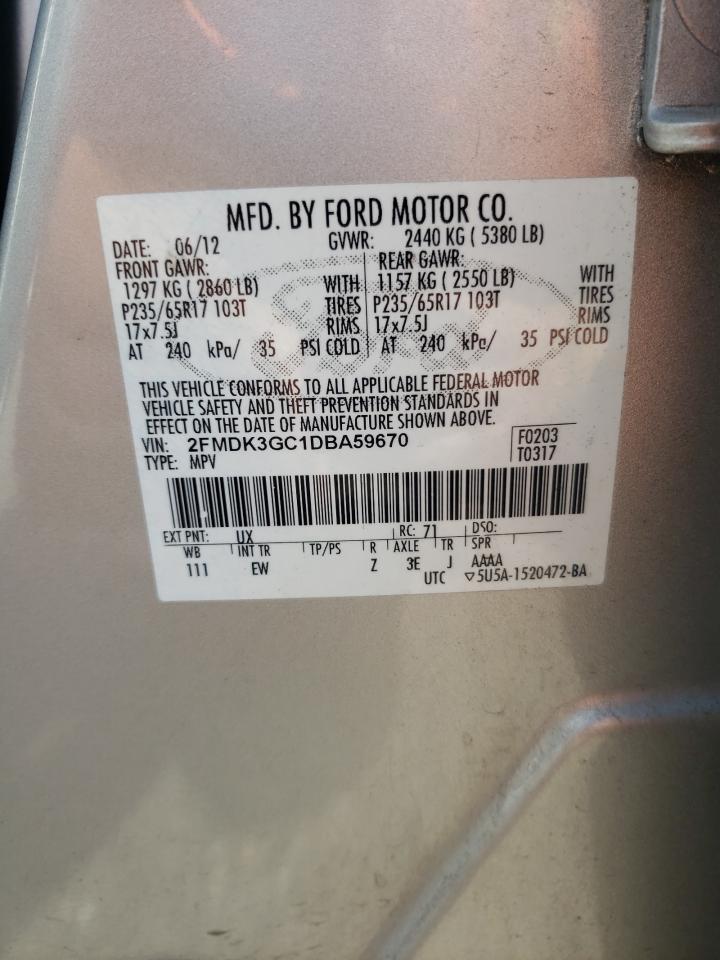 MFD. BY FORD MOTOR CO.
DATE: 06/12 GVWR: 2440 KG ( 5380 LB)
FRONT GAWR: REAR GAWR:
1297 KG ( 2860 LB) WITH 1157 KG ( 2550 LB) WITH
P235/65R17 103T TIRES P235/65R17 103T TIRES
17x7.5J RIMS 17x7.5J RIMS
AT 240 kPa/ 35 PSI COLD AT 240 kPa/ 35 PSI COLD
THIS VEHICLE CONFORMS TO ALL APPLICABLE FEDERAL MOTOR
VEHICLE SAFETY AND THEFT PREVENTION STANDARDS IN
EFFECT ON THE DATE OF MANUFACTURE SHOWN ABOVE.
VIN: 2FMDK3GC1DBA59670 F0203
TYPE: MPV T0317
EXT PNT: UX RC: 71 DSO:
WB INT TR TP/PS R AXLE TR SPR
111 EW Z 3E J AAAA
UTC ▽5U5A-1520472-BA